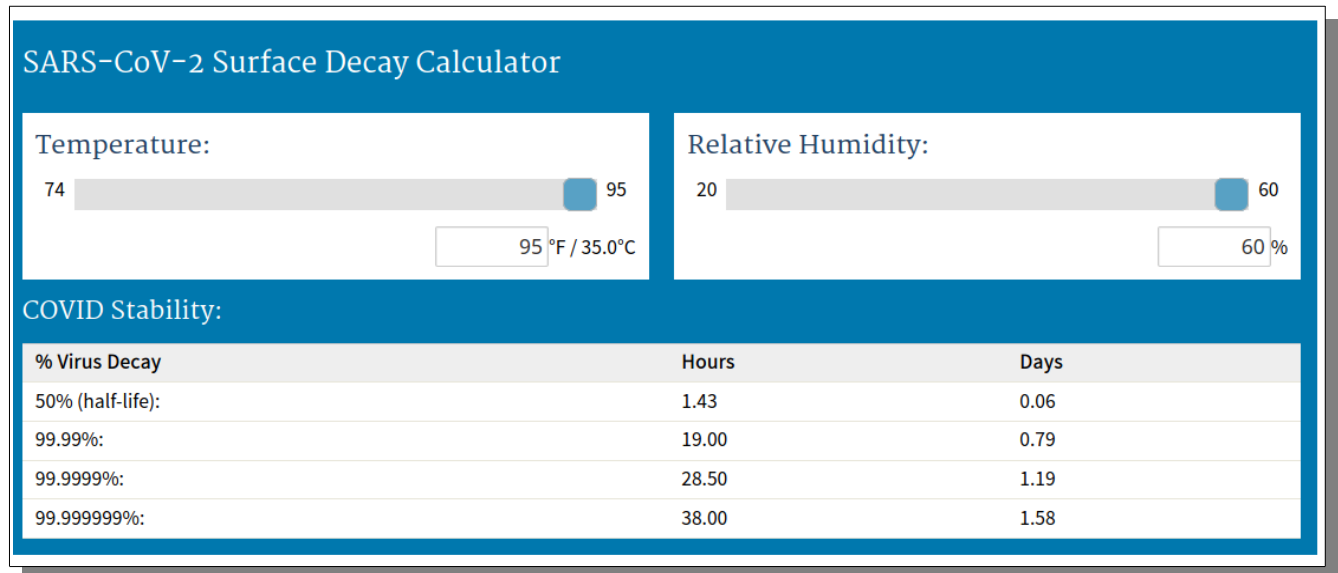 SARS-CoV-2 Surface Decay Calculator
Temperature:
74 95
95 °F / 35.0°C
Relative Humidity:
20 60
60 %
COVID Stability:
% Virus Decay Hours Days
50% (half-life): 1.43 0.06
99.99%: 19.00 0.79
99.9999%: 28.50 1.19
99.999999%: 38.00 1.58